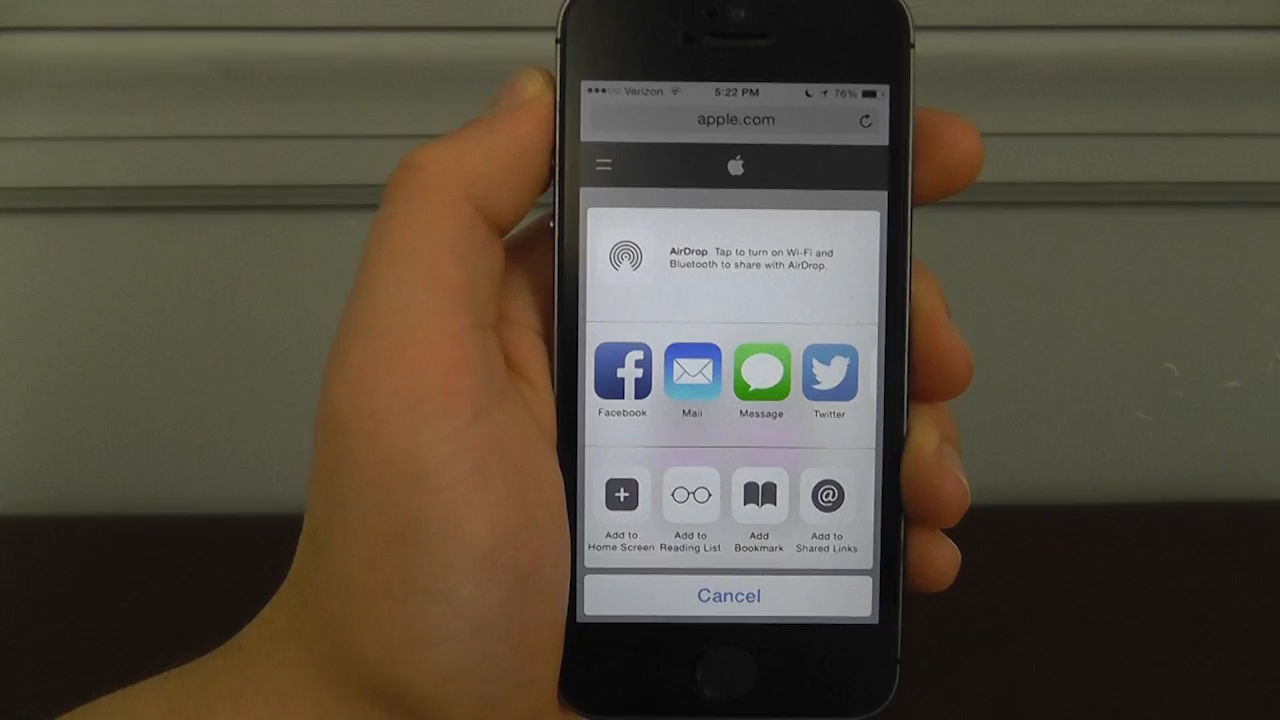 Verizon 5:22 PM 76%
apple.com
AirDrop. Tap to turn on Wi-Fi and
Bluetooth to share with AirDrop.
Facebook Mail Message Twitter
Add to Home Screen
Add to Reading List
Add Bookmark
Add to Shared Links
Cancel